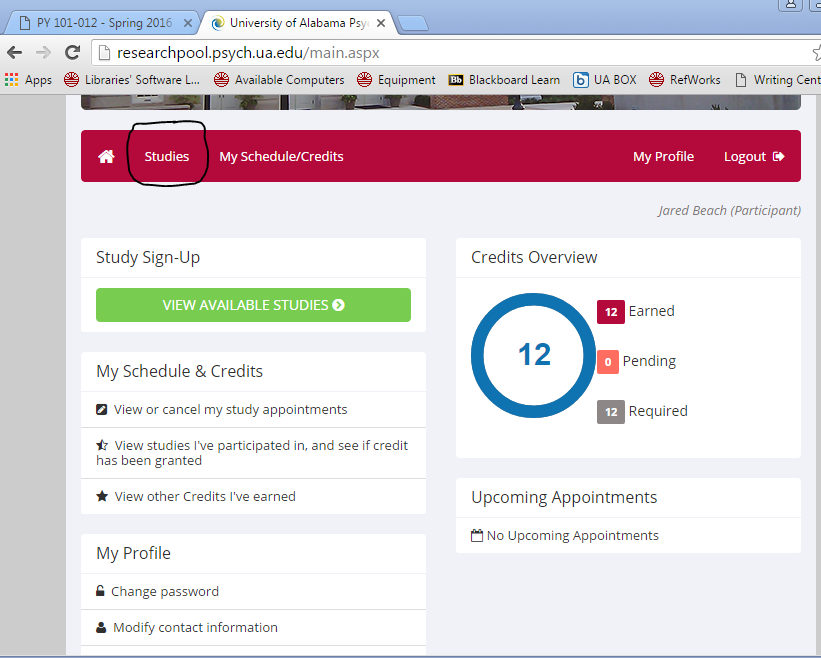 PY 101-012 - Spring 2016
University of Alabama Psy
researchpool.psych.ua.edu/main.aspx
Apps Libraries' Software L... Available Computers Equipment Bb Blackboard Learn b UA BOX RefWorks Writing Cent
Studies My Schedule/Credits My Profile Logout
Jared Beach (Participant)
Study Sign-Up
VIEW AVAILABLE STUDIES
My Schedule & Credits
View or cancel my study appointments
View studies I've participated in, and see if credit
has been granted
View other Credits I've earned
My Profile
Change password
Modify contact information
Credits Overview
12
12 Earned
0 Pending
12 Required
Upcoming Appointments
No Upcoming Appointments